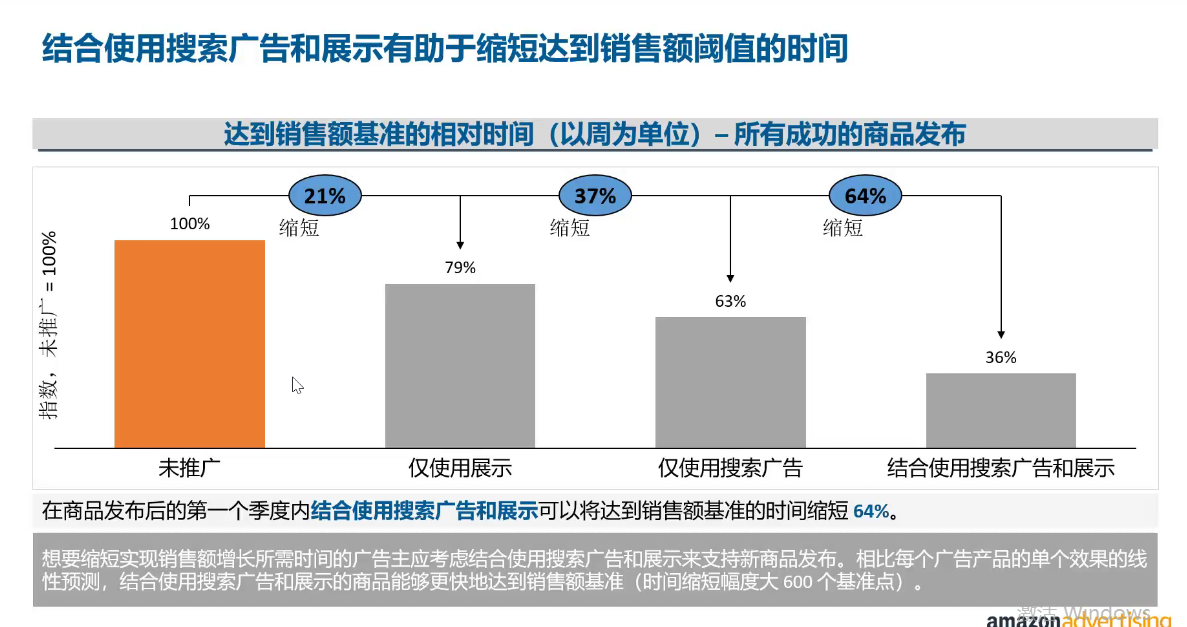 结合使用搜索广告和展示有助于缩短达到销售额阈值的时间
达到销售额基准的相对时间（以周为单位）– 所有成功的商品发布
指数，未推广 = 100%
21%
37%
64%
缩短
缩短
缩短
100%
79%
63%
36%
未推广
仅使用展示
仅使用搜索广告
结合使用搜索广告和展示
在商品发布后的第一个季度内结合使用搜索广告和展示可以将达到销售额基准的时间缩短 64%。
想要缩短实现销售额增长所需时间的广告主应考虑结合使用搜索广告和展示来支持新商品发布。相比每个广告产品的单个效果的线
性预测，结合使用搜索广告和展示的商品能够更快地达到销售额基准（时间缩短幅度大 600 个基准点）。
激活 Windows
amazonadvertising